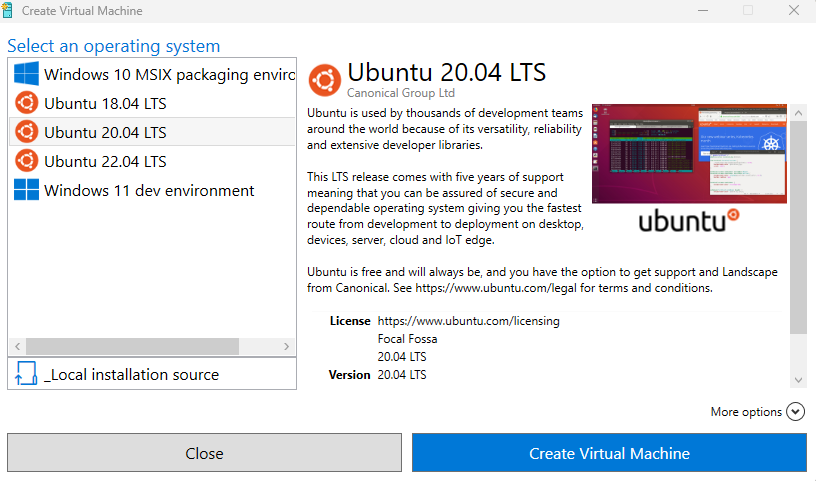 Create Virtual Machine
Select an operating system
Windows 10 MSIX packaging enviro
Ubuntu 18.04 LTS
Ubuntu 20.04 LTS
Ubuntu 22.04 LTS
Windows 11 dev environment
_Local installation source
Ubuntu 20.04 LTS
Canonical Group Ltd
Ubuntu is used by thousands of development teams
around the world because of its versatility, reliability
and extensive developer libraries.
This LTS release comes with five years of support
meaning that you can be assured of secure and
dependable operating system giving you the fastest
route from development to deployment on desktop,
devices, server, cloud and IoT edge.
ubuntu
Ubuntu is free and will always be, and you have the option to get support and Landscape
from Canonical. See https://www.ubuntu.com/legal for terms and conditions.
License https://www.ubuntu.com/licensing
Focal Fossa
20.04 LTS
Version 20.04 LTS
More options
Close
Create Virtual Machine